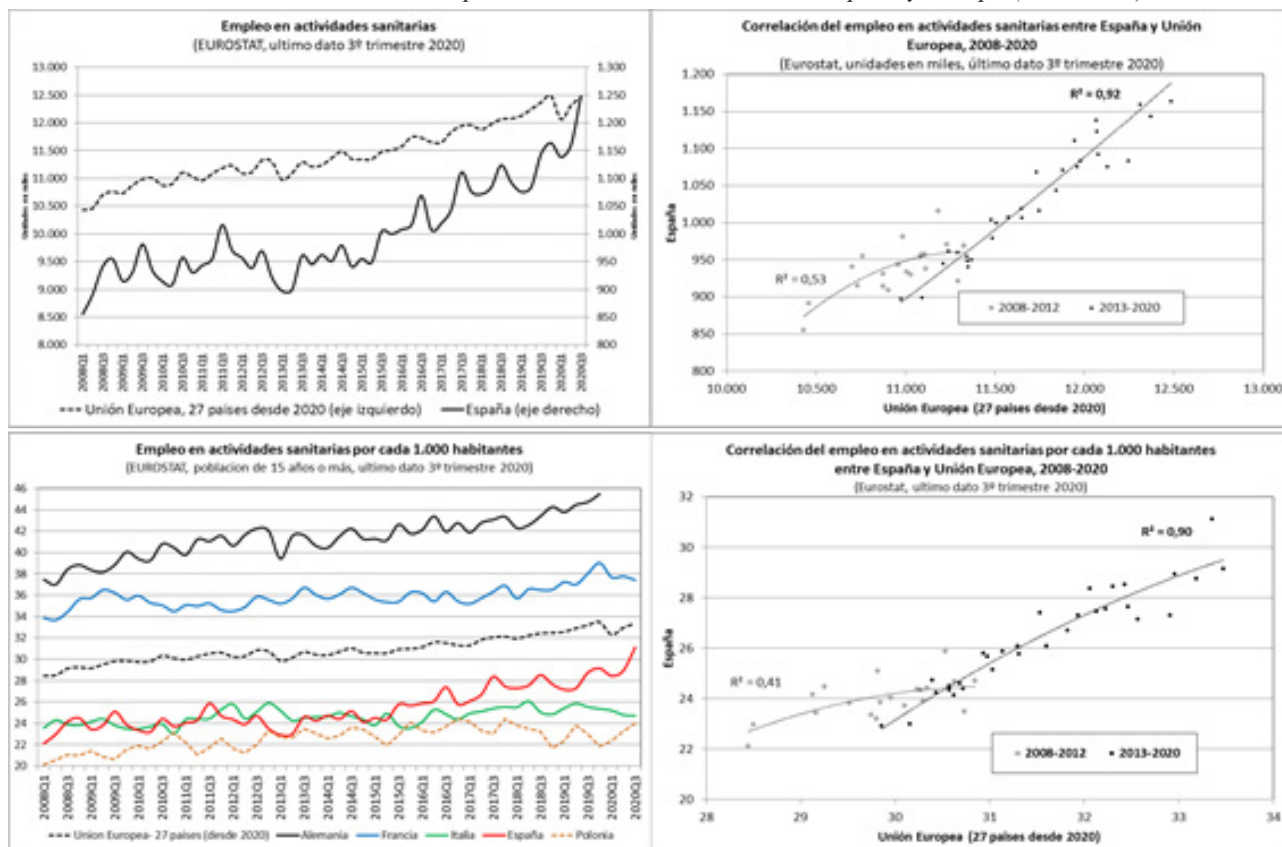 Empleo en actividades sanitarias
(EUROSTAT, ultimo dato 3º trimestre 2020)
13.000
12.500
12.000
11.500
11.000
10.500
10.000
9.500
9.000
8.500
8.000
Unidades en miles
1.300
1.250
1.200
1.150
1.100
1.050
1.000
950
900
850
800
Unidades en miles
2008Q1
2008Q3
2009Q1
2009Q3
2010Q1
2010Q3
2011Q1
2011Q3
2012Q1
2012Q3
2013Q1
2013Q3
2014Q1
2014Q3
2015Q1
2015Q3
2016Q1
2016Q3
2017Q1
2017Q3
2018Q1
2018Q3
2019Q1
2019Q3
2020Q1
2020Q3
Unión Europea, 27 paises desde 2020 (eje izquierdo)
España (eje derecho)
Correlación del empleo en actividades sanitarias entre España y Unión
Europea, 2008-2020
(Eurostat, unidades en miles, último dato 3º trimestre 2020)
1.200
1.150
1.100
1.050
1.000
950
900
850
800
España
R² = 0,92
R² = 0,53
2008-2012
2013-2020
10.000
10.500
11.000
11.500
12.000
12.500
13.000
Unión Europea (27 países desde 2020)
Empleo en actividades sanitarias por cada 1.000 habitantes
(EUROSTAT, poblacion de 15 años o más, ultimo dato 3º trimestre 2020)
46
44
42
40
38
36
34
32
30
28
26
24
22
20
2008Q1
2008Q3
2009Q1
2009Q3
2010Q1
2010Q3
2011Q1
2011Q3
2012Q1
2012Q3
2013Q1
2013Q3
2014Q1
2014Q3
2015Q1
2015Q3
2016Q1
2016Q3
2017Q1
2017Q3
2018Q1
2018Q3
2019Q1
2019Q3
2020Q1
2020Q3
Union Europea- 27 países (desde 2020)
Alemania
Francia
Italia
España
Polonia
Correlación del empleo en actividades sanitarias por cada 1.000 habitantes
entre España y Unión Europea, 2008-2020
(Eurostat, ultimo dato 3º trimestre 2020)
32
30
28
26
24
22
20
España
R² = 0,90
R² = 0,41
2008-2012
2013-2020
28
29
30
31
32
33
34
Unión Europea (27 países desde 2020)